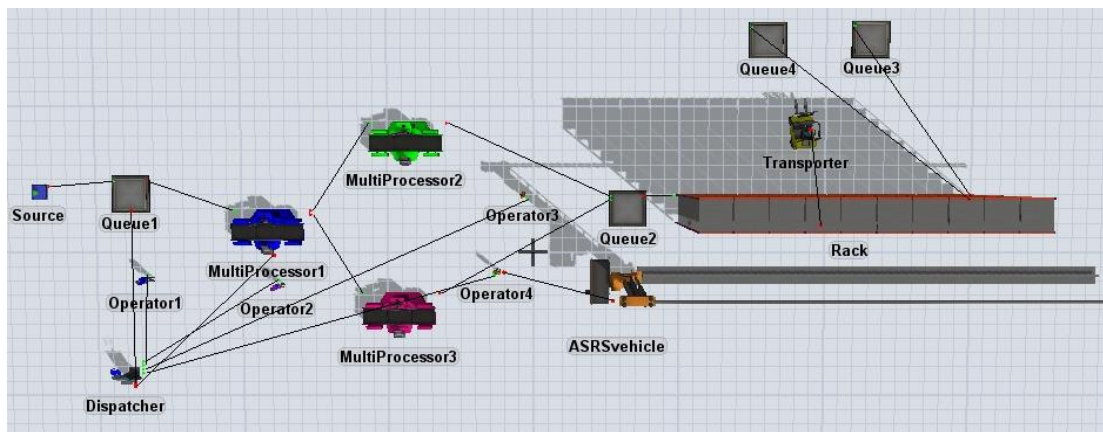 Queue4
Queue3
Transporter
MultiProcessor2
Source
Queue1
Operator3
Queue2
Rack
MultiProcessor1
Operator1
Operator2
Operator4
ASRSvehicle
MultiProcessor3
Dispatcher